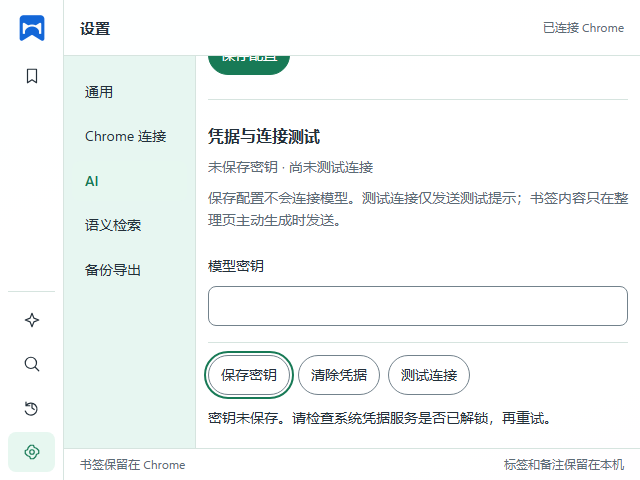 设置
已连接 Chrome
通用
Chrome 连接
AI
语义检索
备份导出
保存配置
凭据与连接测试
未保存密钥 · 尚未测试连接
保存配置不会连接模型。测试连接仅发送测试提示；书签内容只在整
理页主动生成时发送。
模型密钥
保存密钥
清除凭据
测试连接
密钥未保存。请检查系统凭据服务是否已解锁，再重试。
书签保留在 Chrome
标签和备注保留在本机